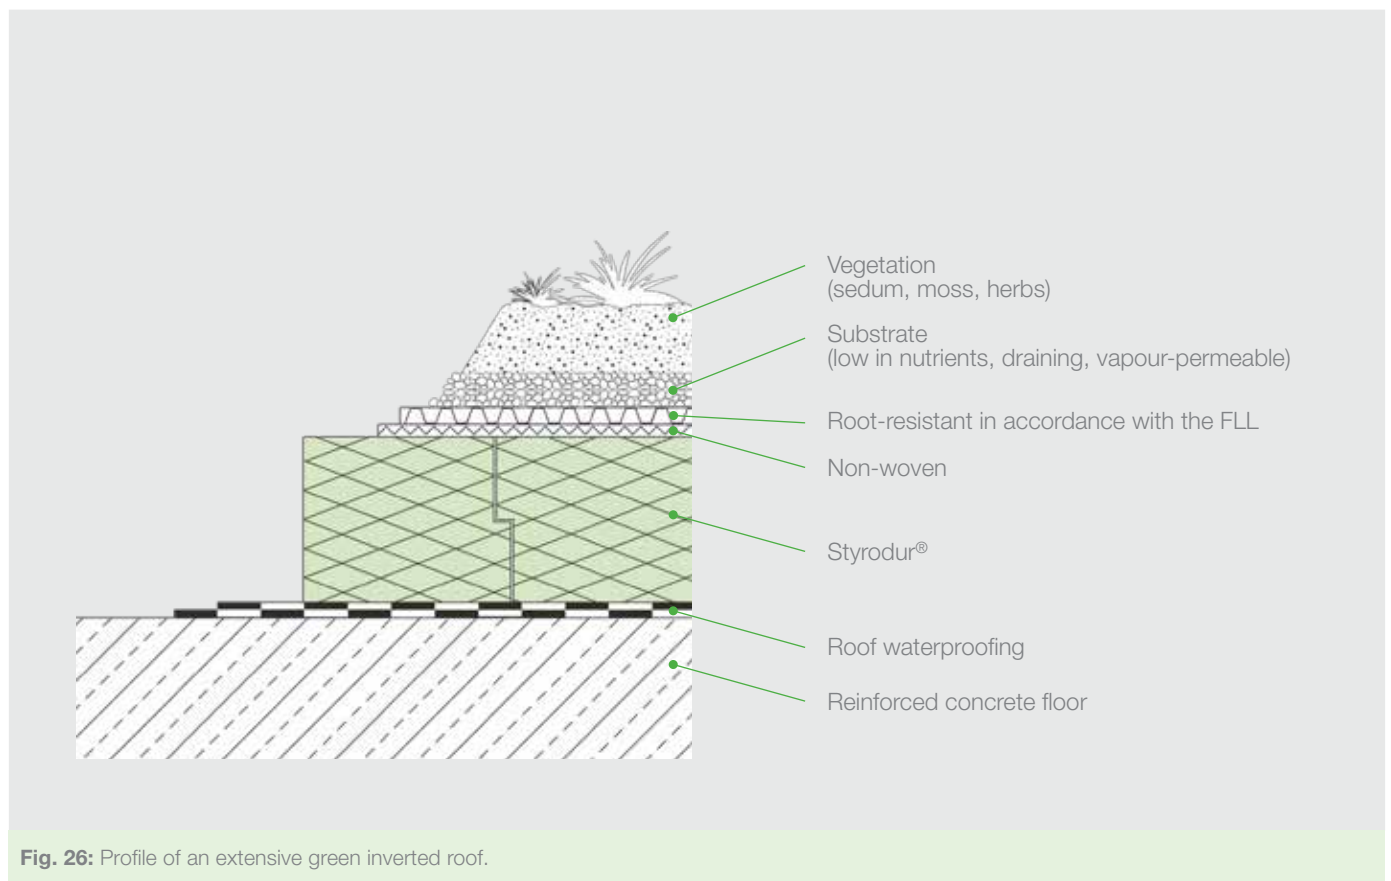 Vegetation
(sedum, moss, herbs)
Substrate
(low in nutrients, draining, vapour-permeable)
Root-resistant in accordance with the FLL
Non-woven
Styrodur®
Roof waterproofing
Reinforced concrete floor
Fig. 26: Profile of an extensive green inverted roof.